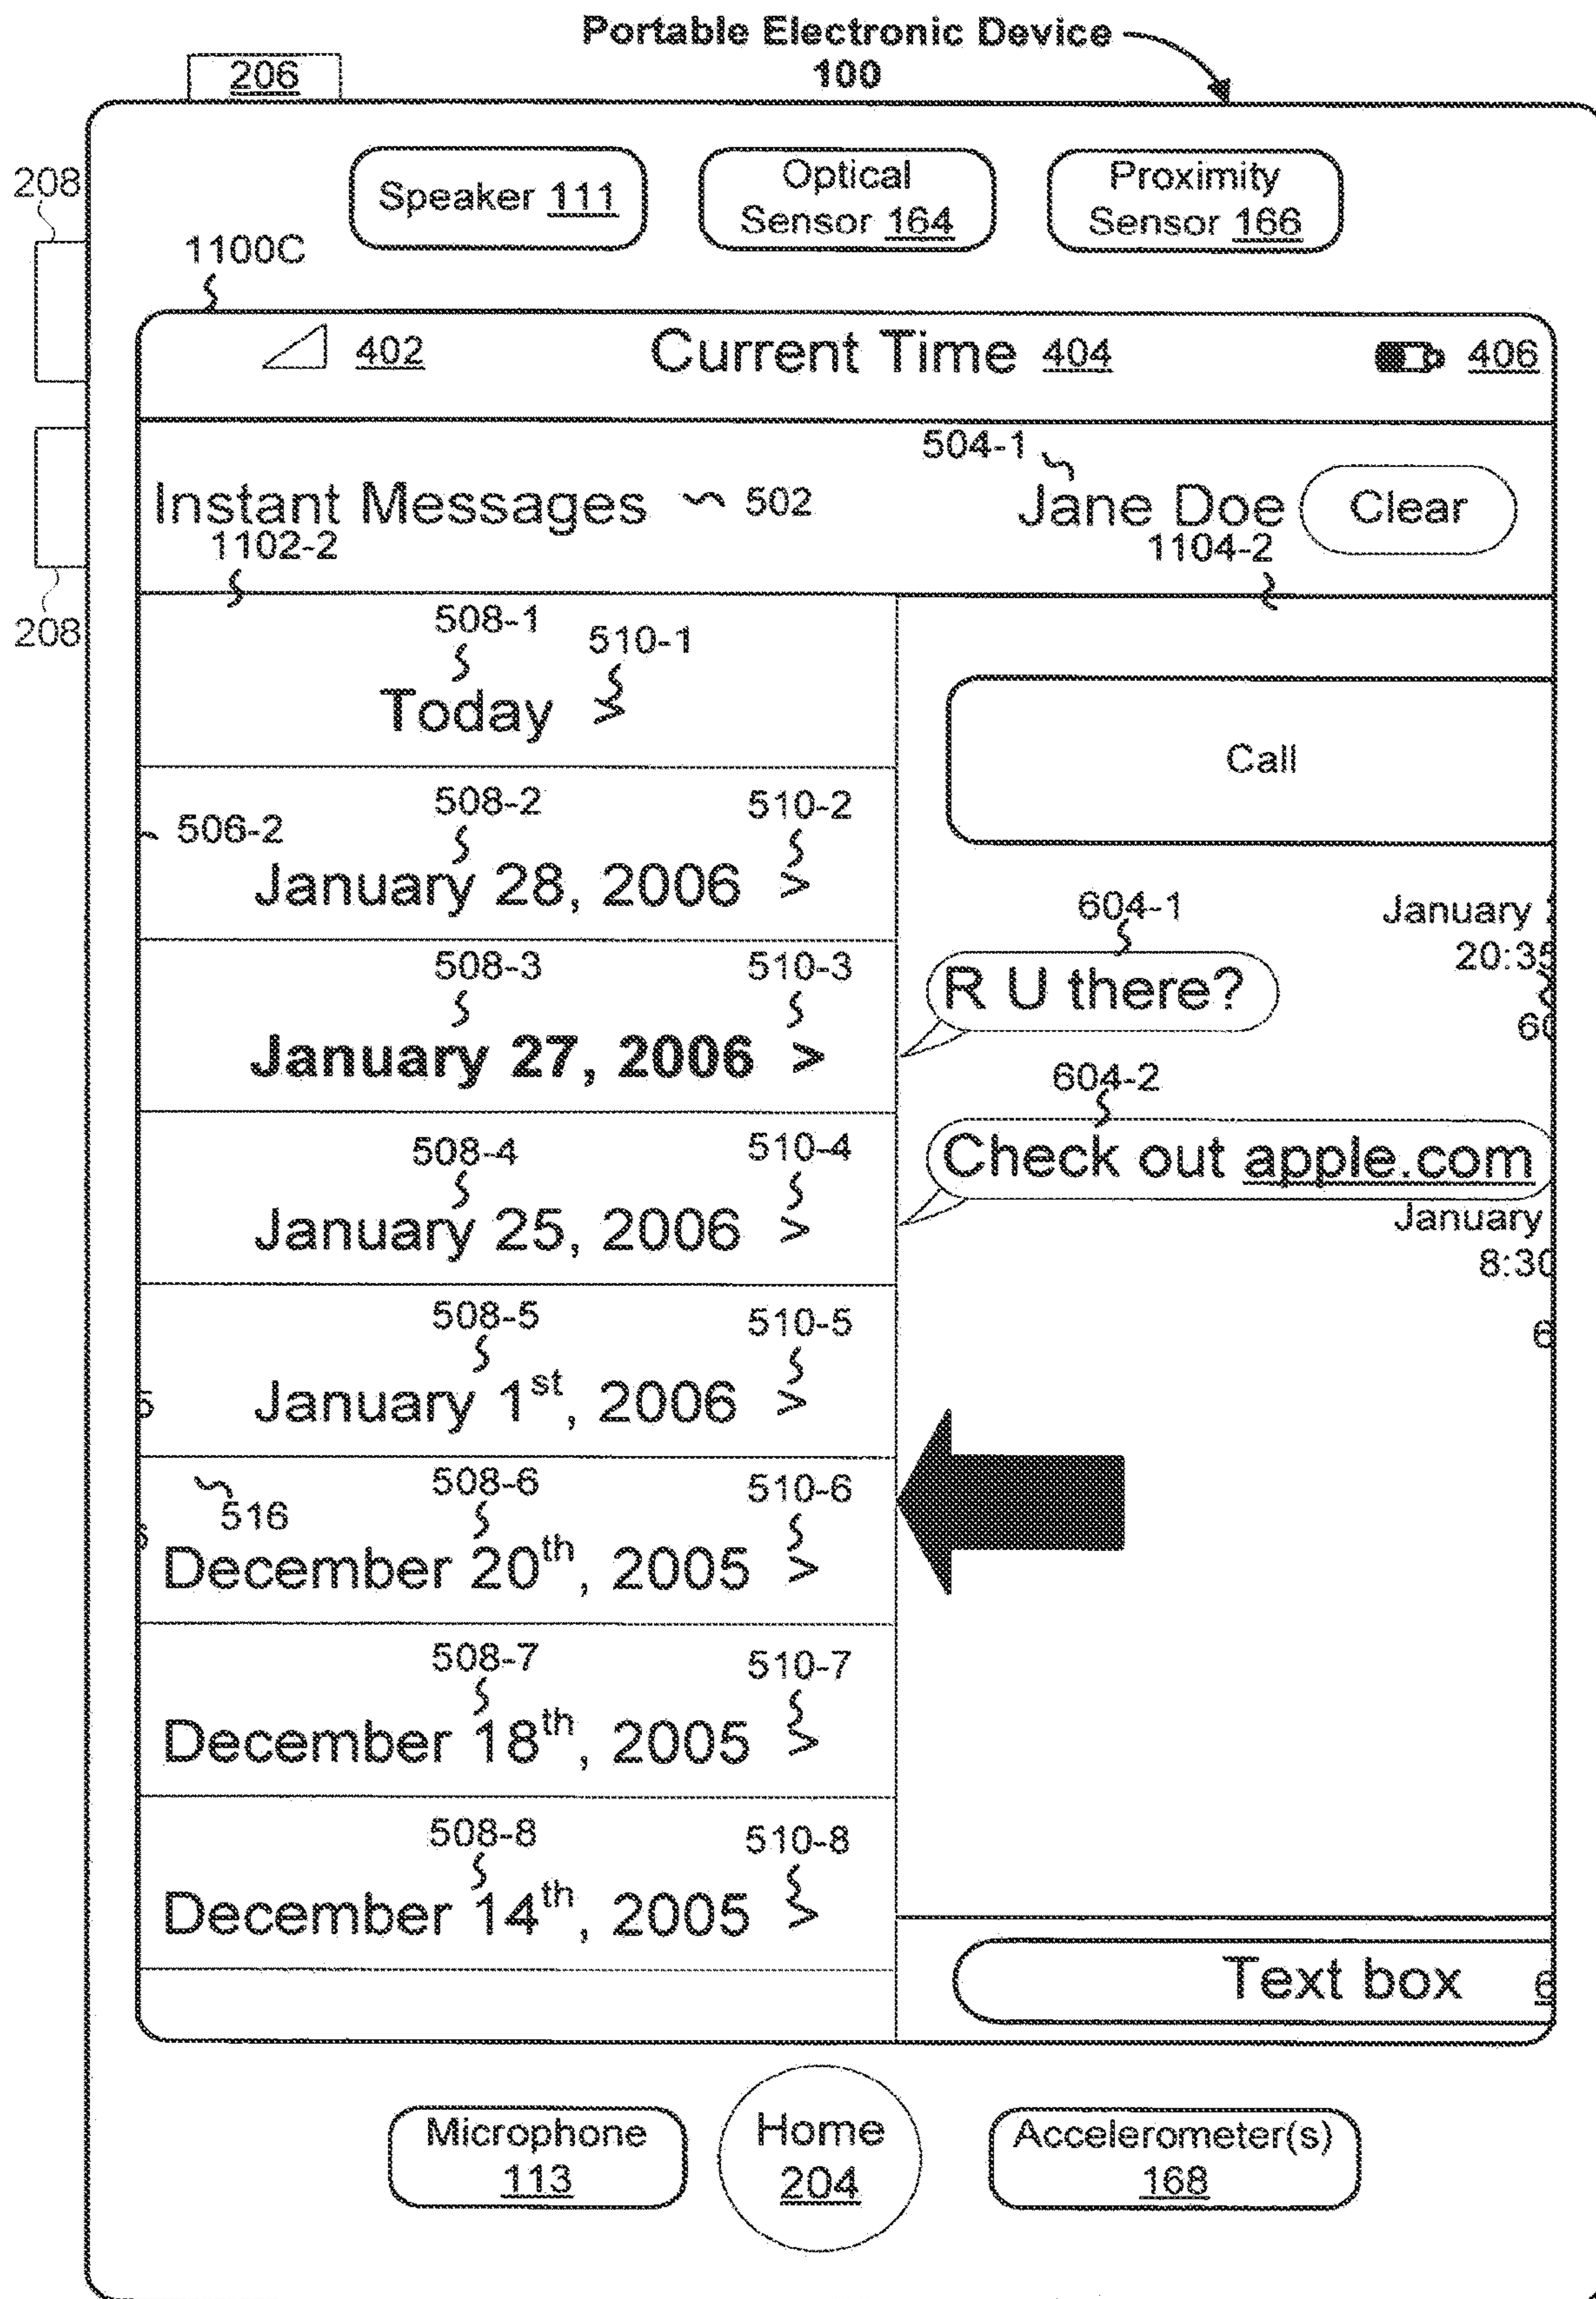 Portable Electronic Device
100
206
208
Speaker 111
Optical
Sensor 164
Proximity
Sensor 166
1100C
402
Current Time 404
406
504-1
Instant Messages
502
Jane Doe
Clear
1102-2
1104-2
208
508-1
510-1
Today >
Call
506-2
508-2
510-2
January 28, 2006 >
604-1
January
20:35
R U there?
508-3
510-3
January 27, 2006 >
604-2
Check out apple.com
January
8:30
508-4
510-4
January 25, 2006 >
508-5
510-5
January 1st, 2006 >
516
508-6
510-6
December 20th, 2005 >
508-7
510-7
December 18th, 2005 >
508-8
510-8
December 14th, 2005 >
Text box
Microphone
113
Home
204
Accelerometer(s)
168